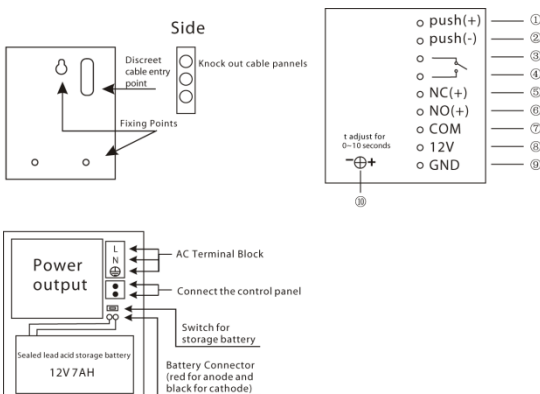 Side
Discreet
cable entry
point
Knock out cable panels
Fixing Points
push(+) ①
push(-) ②
③
④
NC(+) ⑤
NO(+) ⑥
COM ⑦
12V ⑧
GND ⑨
t adjust for
0~10 seconds
- +
⑩
Power
output
L
N
AC Terminal Block
Connect the control panel
Switch for
storage battery
Sealed lead acid storage battery
12V 7AH
Battery Connector
(red for anode and
black for cathode)